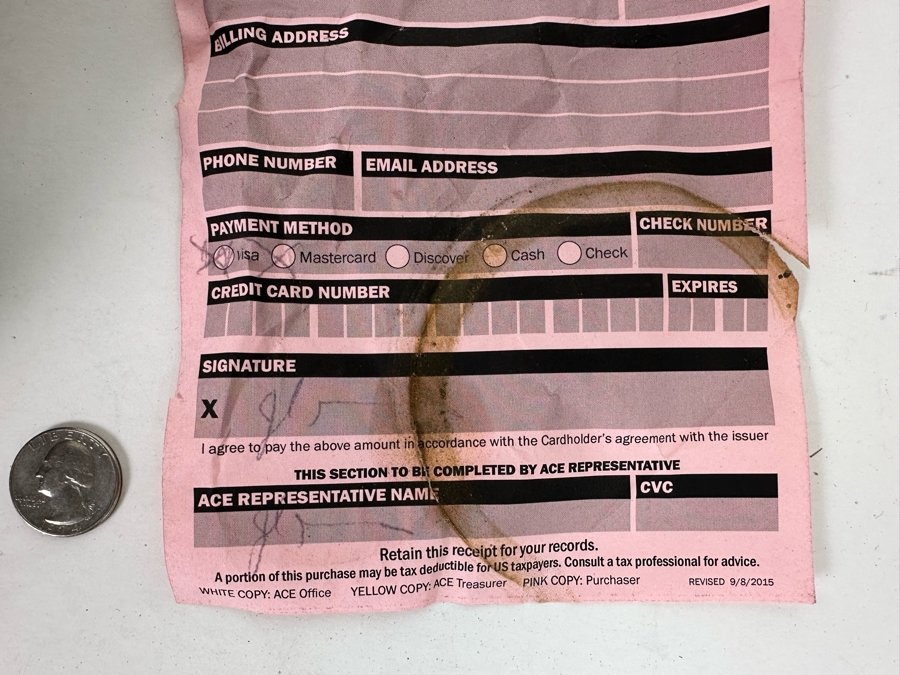 BILLING ADDRESS
PHONE NUMBER EMAIL ADDRESS
PAYMENT METHOD CHECK NUMBER
Visa Mastercard Discover Cash Check
CREDIT CARD NUMBER EXPIRES
SIGNATURE
X
I agree to pay the above amount in accordance with the Cardholder's agreement with the issuer
THIS SECTION TO BE COMPLETED BY ACE REPRESENTATIVE
ACE REPRESENTATIVE NAME CVC
Retain this receipt for your records.
A portion of this purchase may be tax deductible for US taxpayers. Consult a tax professional for advice.
WHITE COPY: ACE Office YELLOW COPY: ACE Treasurer PINK COPY: Purchaser REVISED 9/8/2015
LIBERTY